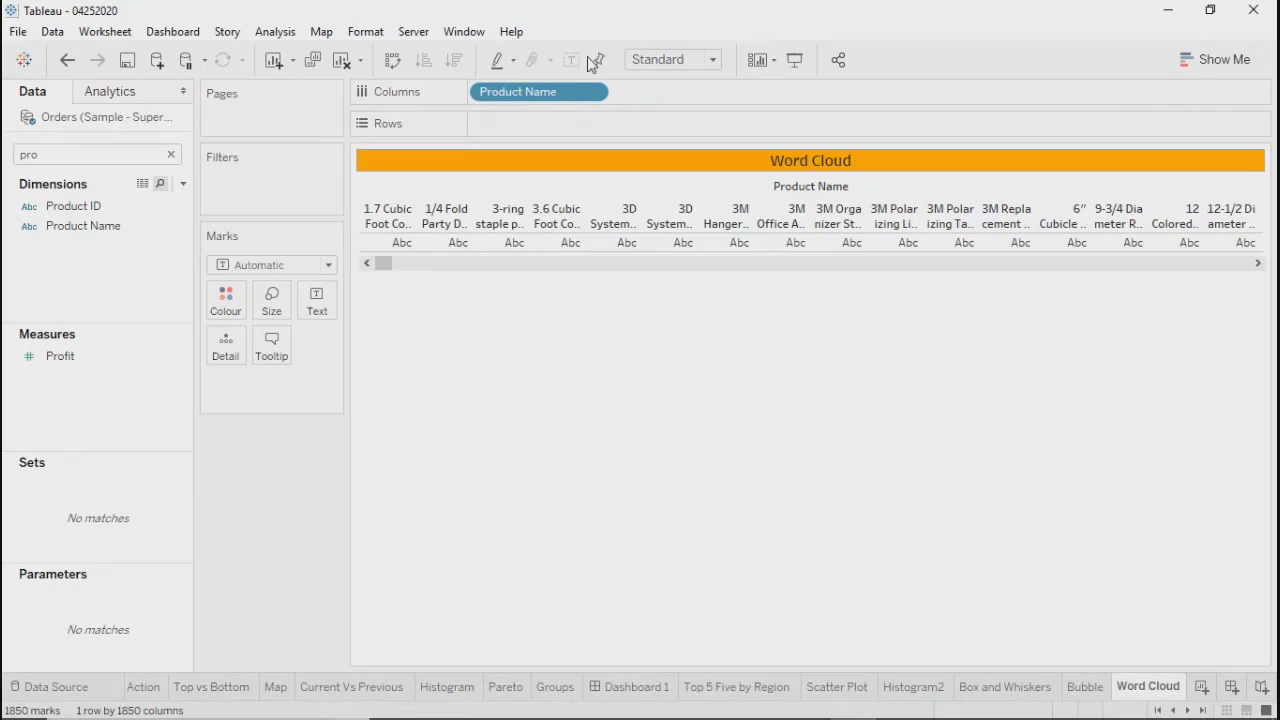 Tableau - 04252020
File Data Worksheet Dashboard Story Analysis Map Format Server Window Help
Standard
Show Me
Data Analytics
Orders (Sample - Super...
pro
Dimensions
Abc Product ID
Abc Product Name
Measures
# Profit
Sets
No matches
Parameters
No matches
Pages
Filters
Marks
T Automatic
Colour Size Text
Detail Tooltip
Columns Product Name
Rows
Word Cloud
Product Name
1.7 Cubic 1/4 Fold 3-ring 3.6 Cubic 3D 3D 3M 3M 3M Orga 3M Polar 3M Polar 3M Repla 6″ 9-3/4 Dia 12 12-1/2 Di
Foot Co.. Party D.. staple p.. Foot Co.. System.. System.. Hanger.. Office A.. nizer St.. izing Li.. izing Ta.. cement .. Cubicle .. meter R.. Colored.. ameter ..
Abc Abc Abc Abc Abc Abc Abc Abc Abc Abc Abc Abc Abc Abc Abc Abc
Data Source Action Top vs Bottom Map Current Vs Previous Histogram Pareto Groups Dashboard 1 Top 5 Five by Region Scatter Plot Histogram2 Box and Whiskers Bubble Word Cloud
1850 marks 1 row by 1850 columns